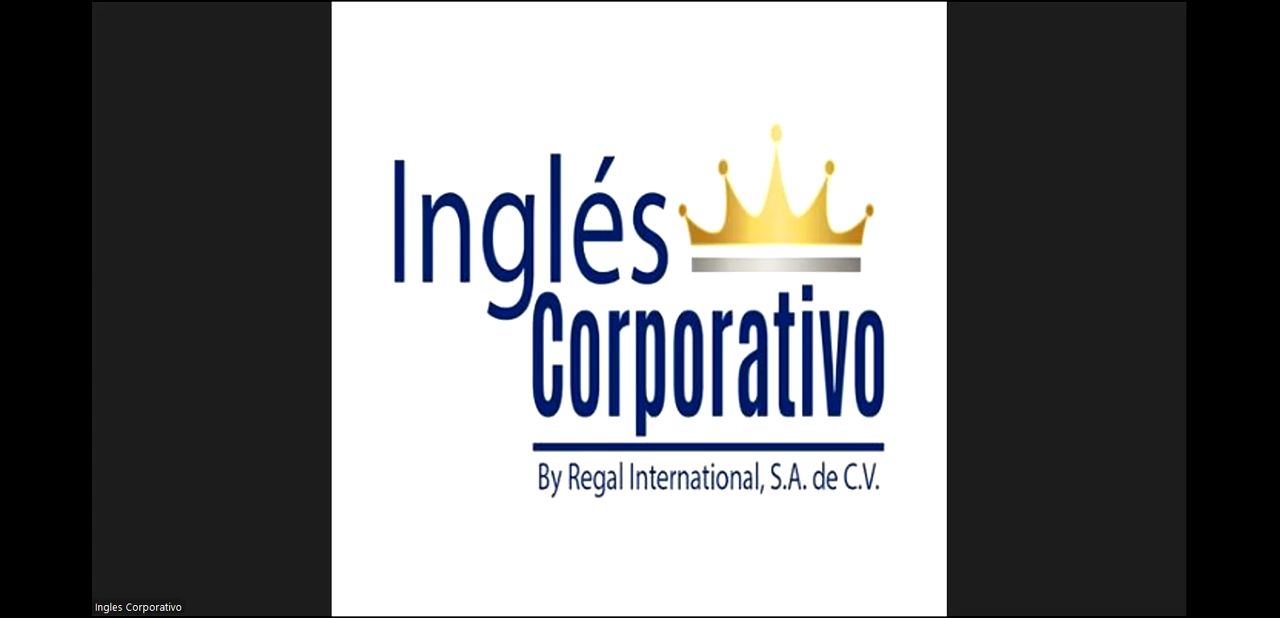 Inglés
Corporativo
By Regal International, S.A. de C.V.
Ingles Corporativo